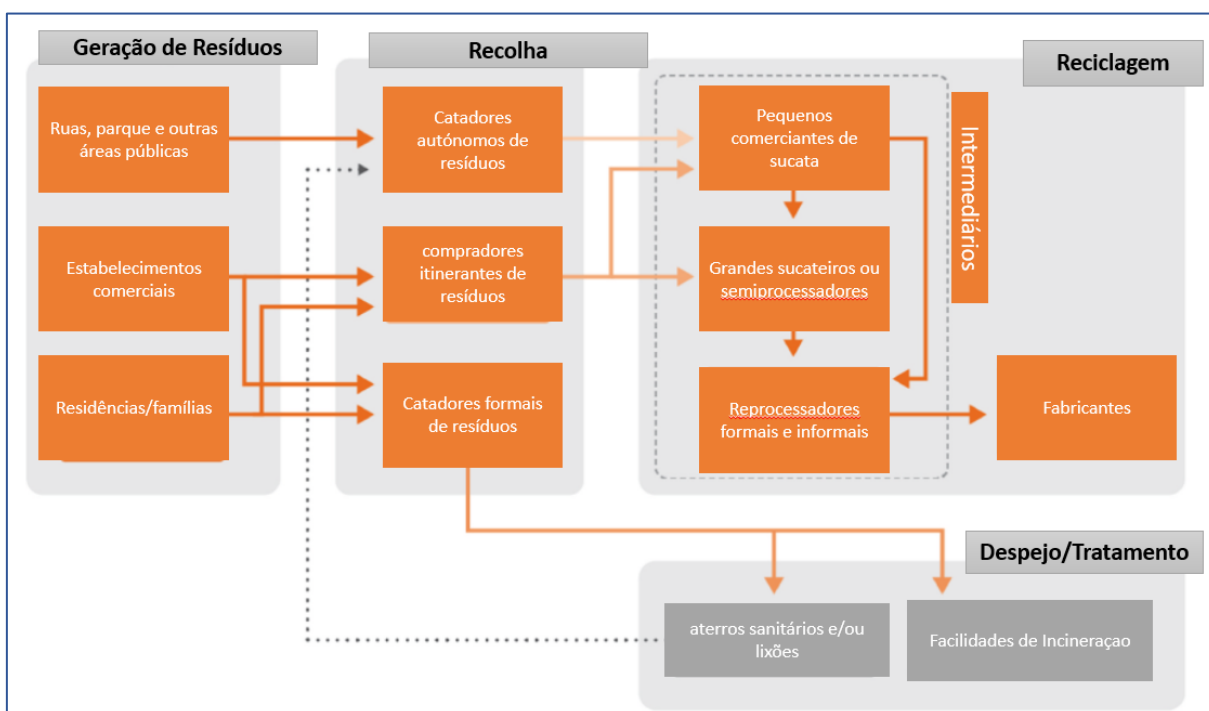 Geração de Resíduos
Recolha
Reciclagem
Ruas, parque e outras
áreas públicas
Catadores
autónomos de
resíduos
Pequenos
comerciantes de
sucata
Intermediários
Estabelecimentos
comerciais
compradores
itinerantes de
resíduos
Grandes sucateiros ou
semiprocessadores
Residências/famílias
Catadores formais
de resíduos
Reprocessadores
formais e informais
Fabricantes
Despejo/Tratamento
aterros sanitários e/ou
lixões
Facilidades de Incineraçao